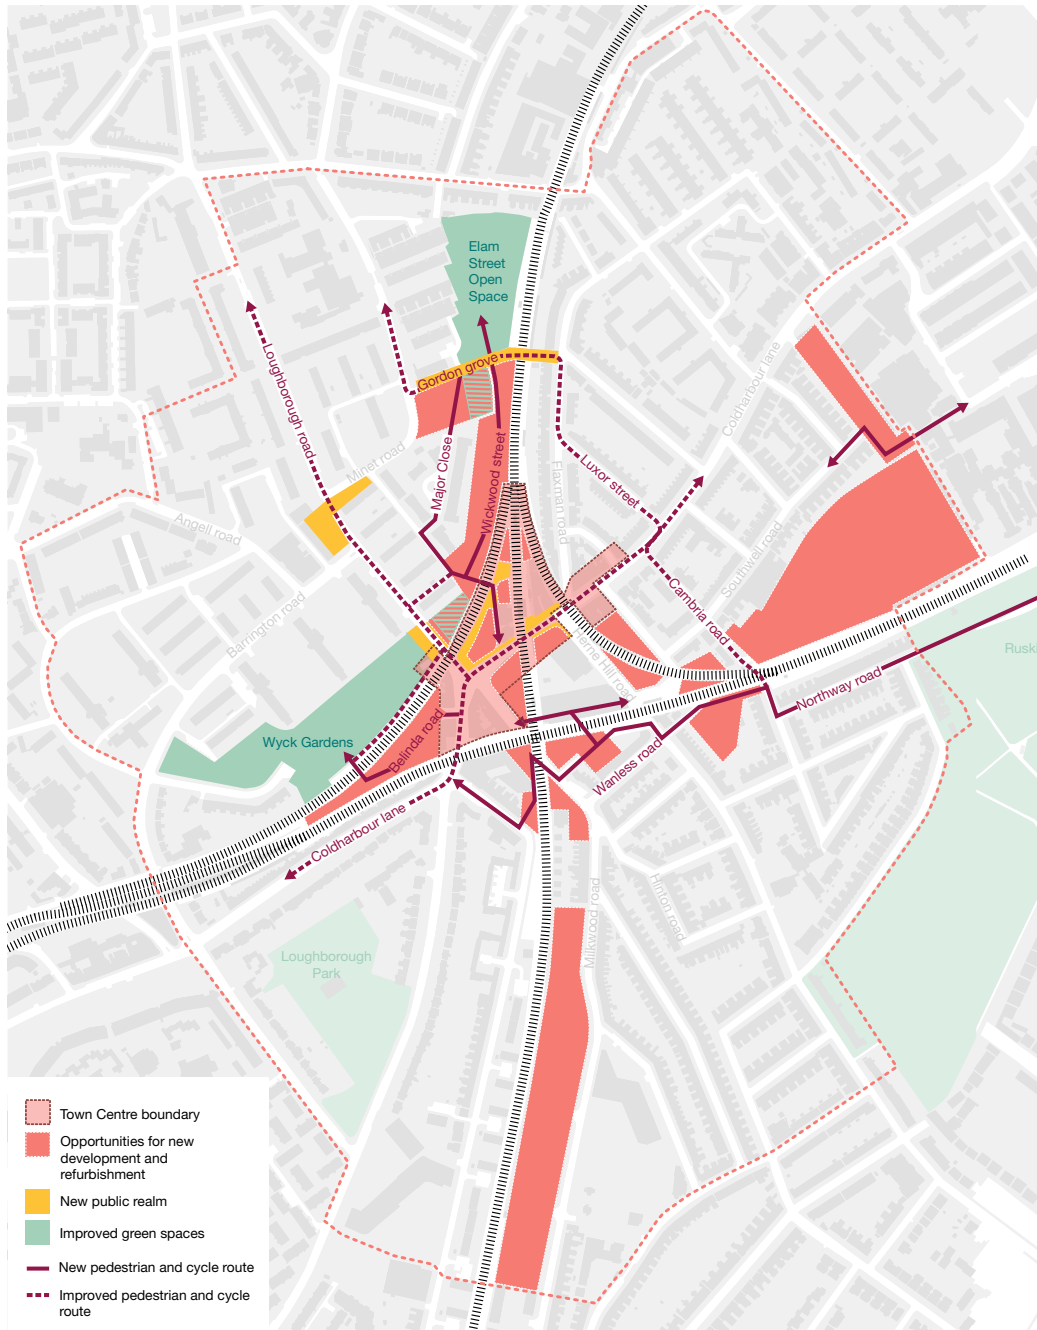 Elam
Street
Open
Space
Gordon grove
Loughborough road
Coldharbour lane
Minet road
Major Close
Wickwood street
Flaxman road
Luxor street
Angell road
Southwell road
Cambria road
Barrington road
Herne Hill road
Ruski
Northway road
Wyck Gardens
Belinda road
Wanless road
Coldharbour lane
Milkwood road
Hinton road
Loughborough
Park
Town Centre boundary
Opportunities for new
development and
refurbishment
New public realm
Improved green spaces
New pedestrian and cycle route
Improved pedestrian and cycle
route